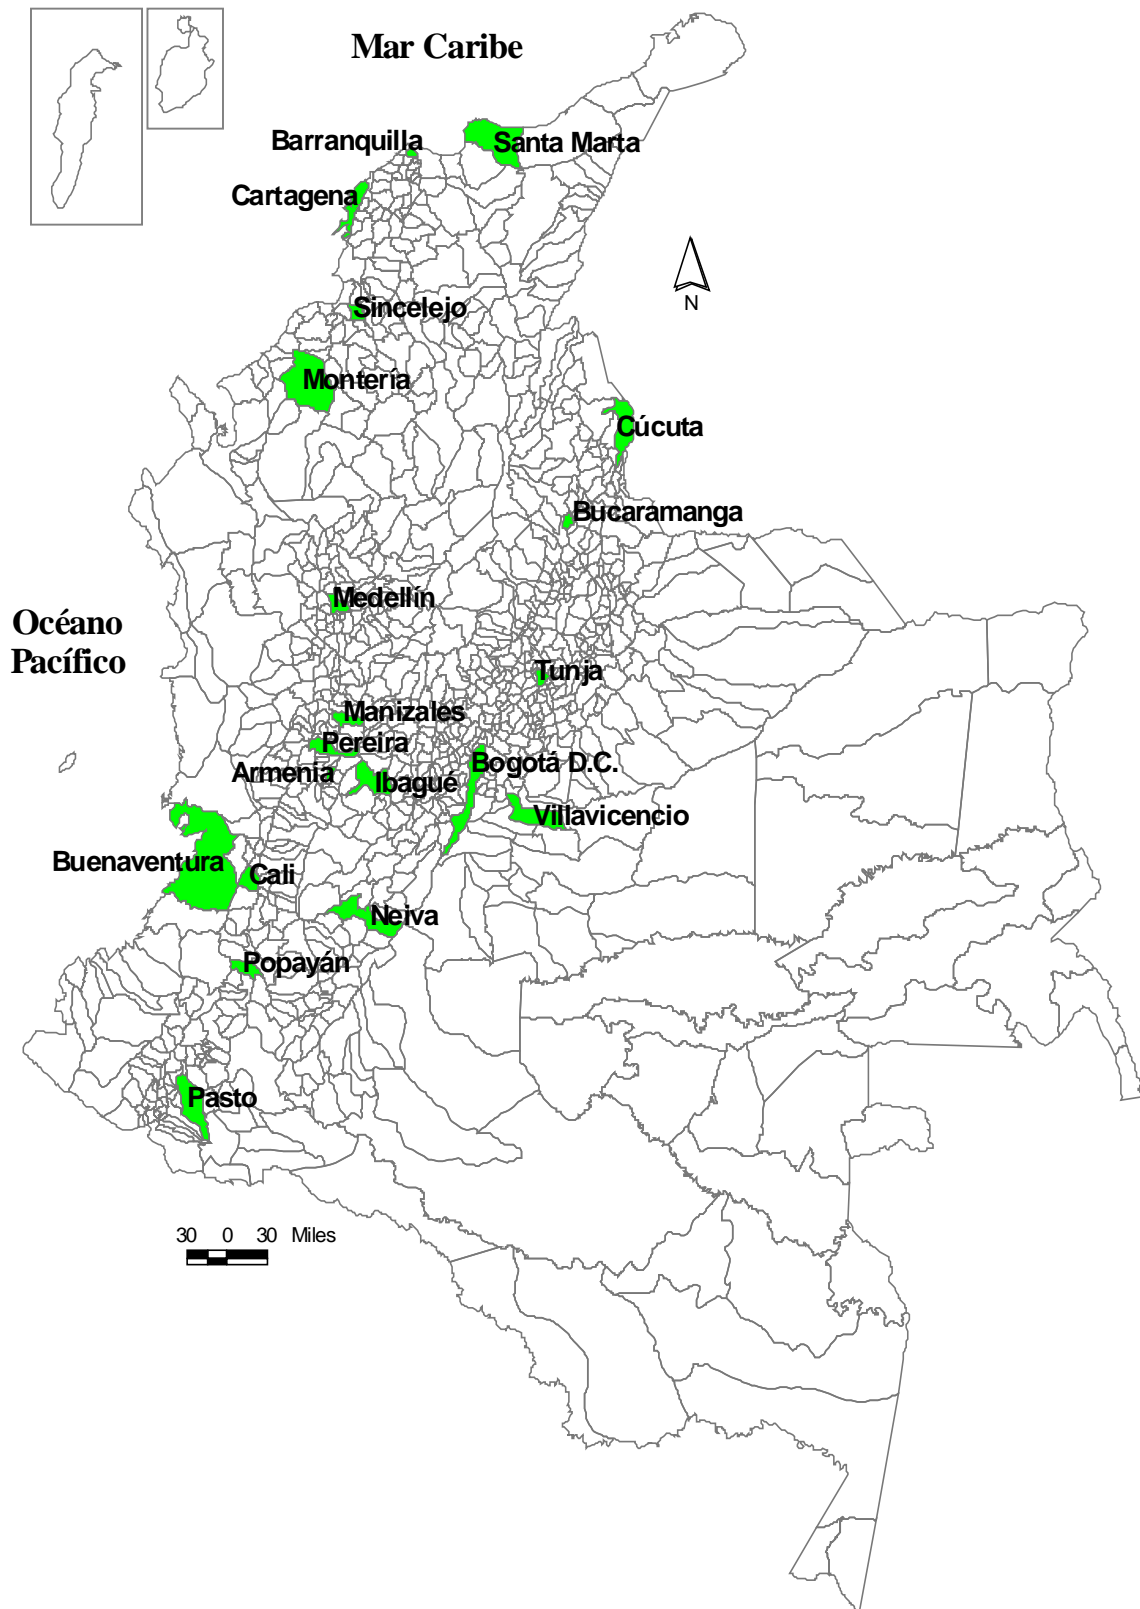 Mar Caribe
Barranquilla
Santa Marta
Cartagena
N
Sincelejo
Montería
Cúcuta
Bucaramanga
Medellín
Océano
Pacífico
Tunja
Manizales
Pereira
Bogotá D.C.
Armenia
Ibagué
Villavicencio
Buenaventura
Cali
Neiva
Popayán
Pasto
30 0 30 Miles